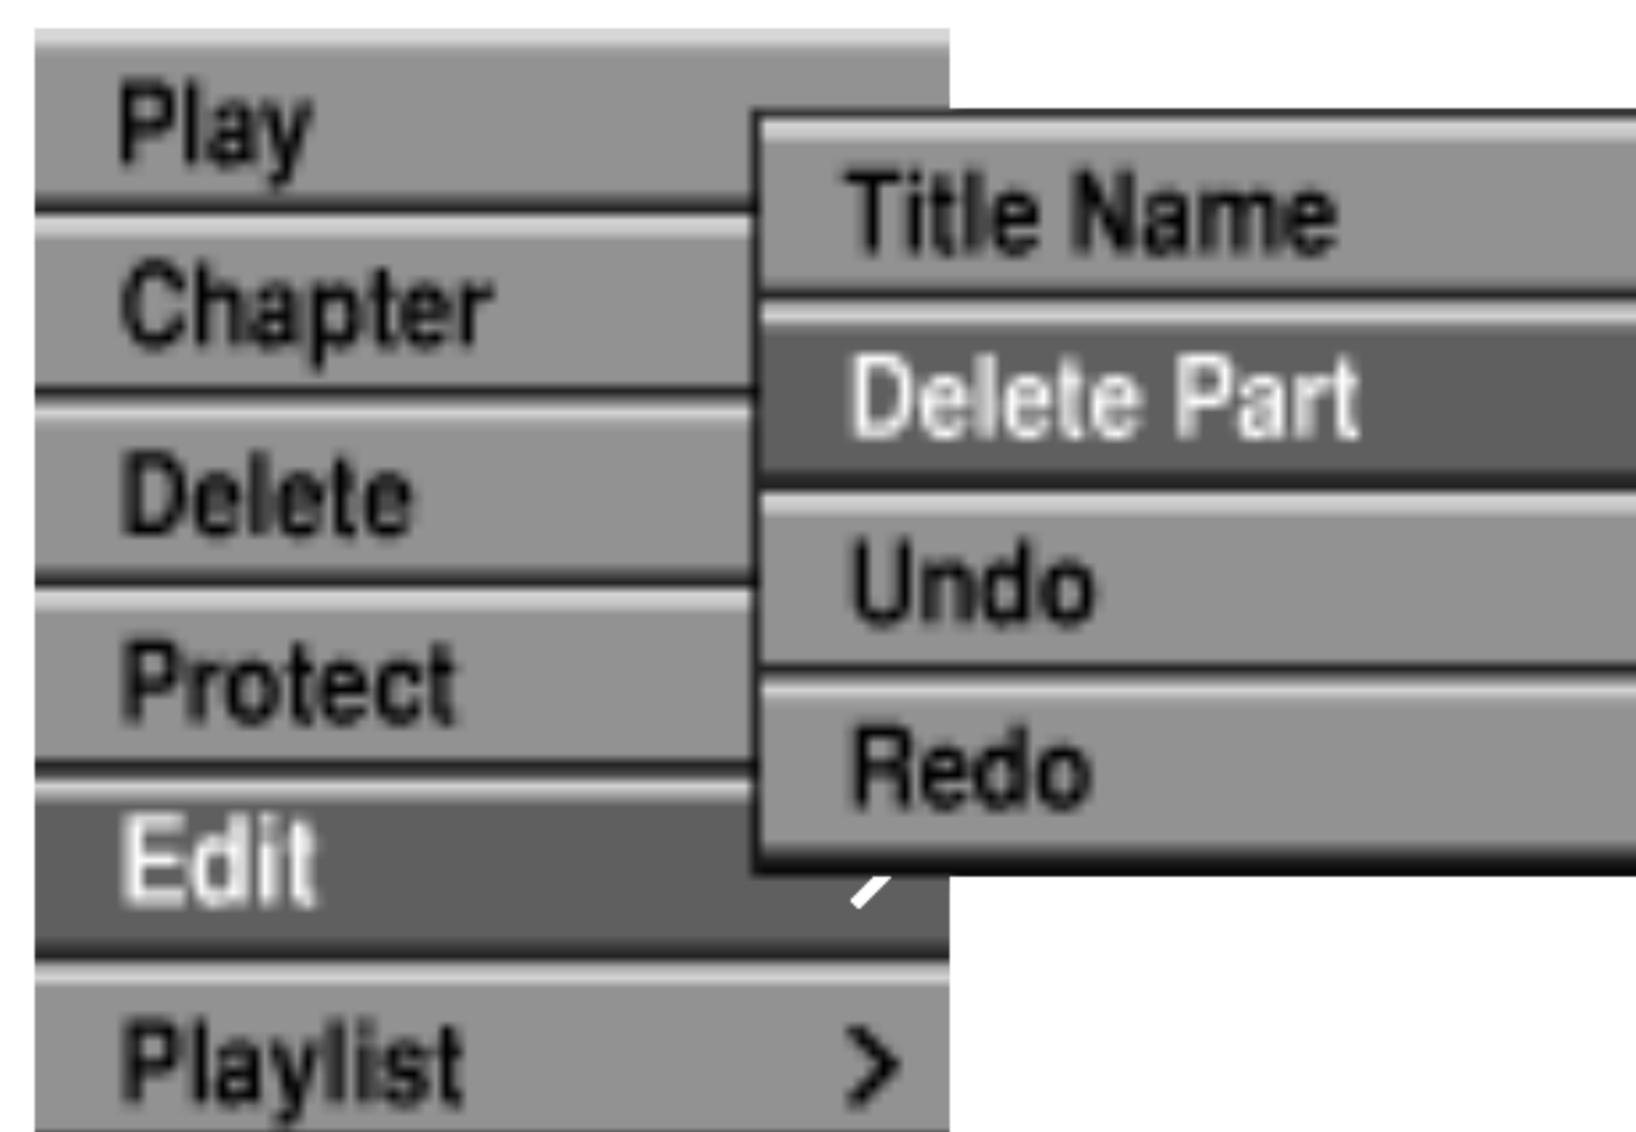 Play
Chapter
Delete
Protect
Edit
Playlist
Title Name
Delete Part
Undo
Redo